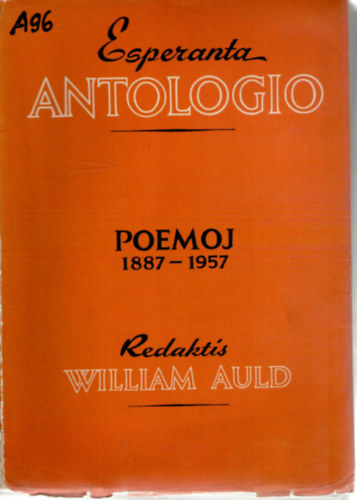 A96
Esperanta
ANTOLOGIO
POEMOJ
1887-1957
Redaktis
WILLIAM AULD